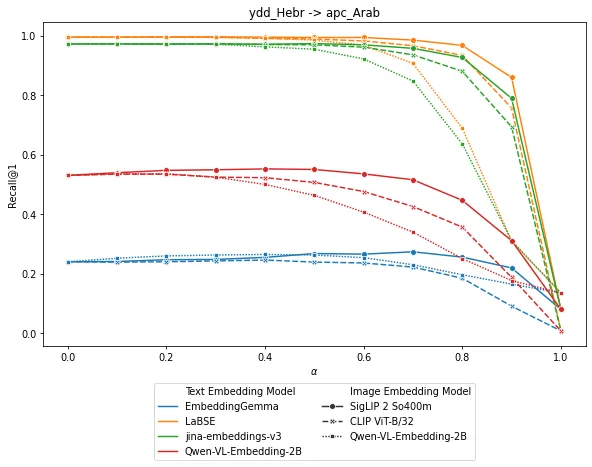 ydd_Hebr -> apc_Arab
Recall@1
1.0
0.8
0.6
0.4
0.2
0.0
0.0 0.2 0.4 0.6 0.8 1.0
α
Text Embedding Model Image Embedding Model
EmbeddingGemma SigLIP 2 So400m
LaBSE CLIP ViT-B/32
jina-embeddings-v3 Qwen-VL-Embedding-2B
Qwen-VL-Embedding-2B